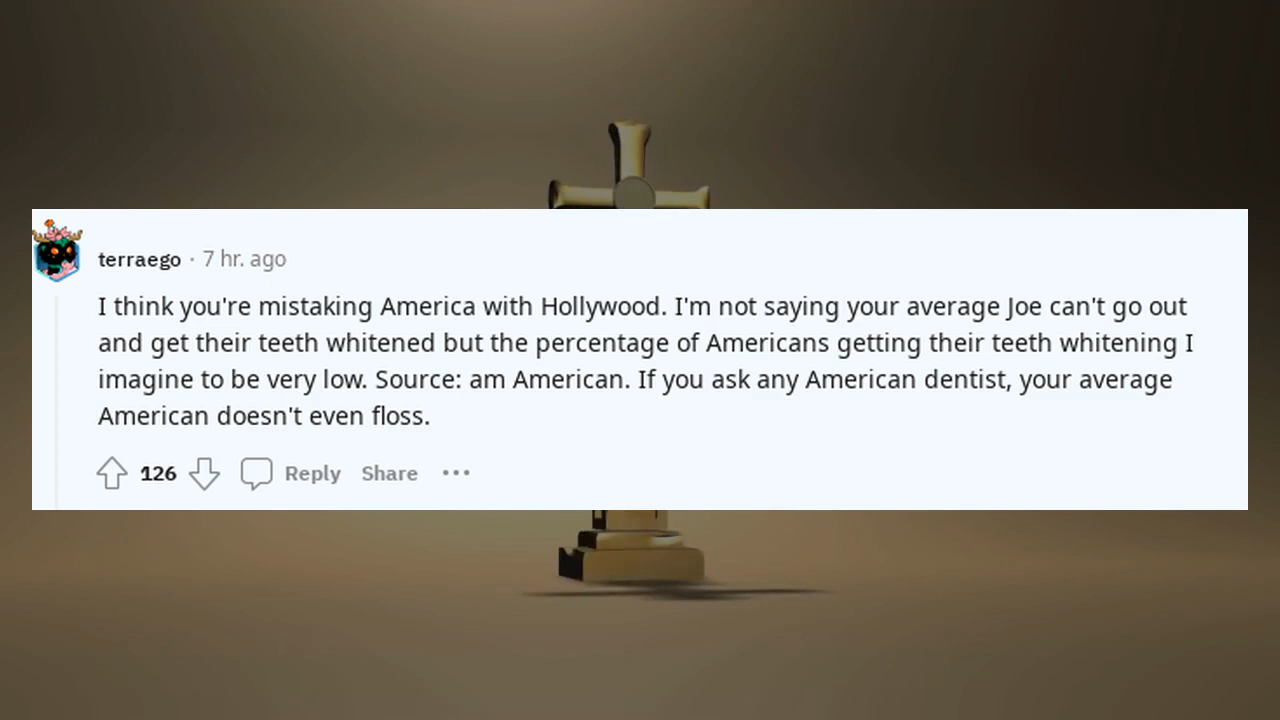 terraego · 7 hr. ago
I think you're mistaking America with Hollywood. I'm not saying your average Joe can't go out
and get their teeth whitened but the percentage of Americans getting their teeth whitening I
imagine to be very low. Source: am American. If you ask any American dentist, your average
American doesn't even floss.
126 Reply Share ...